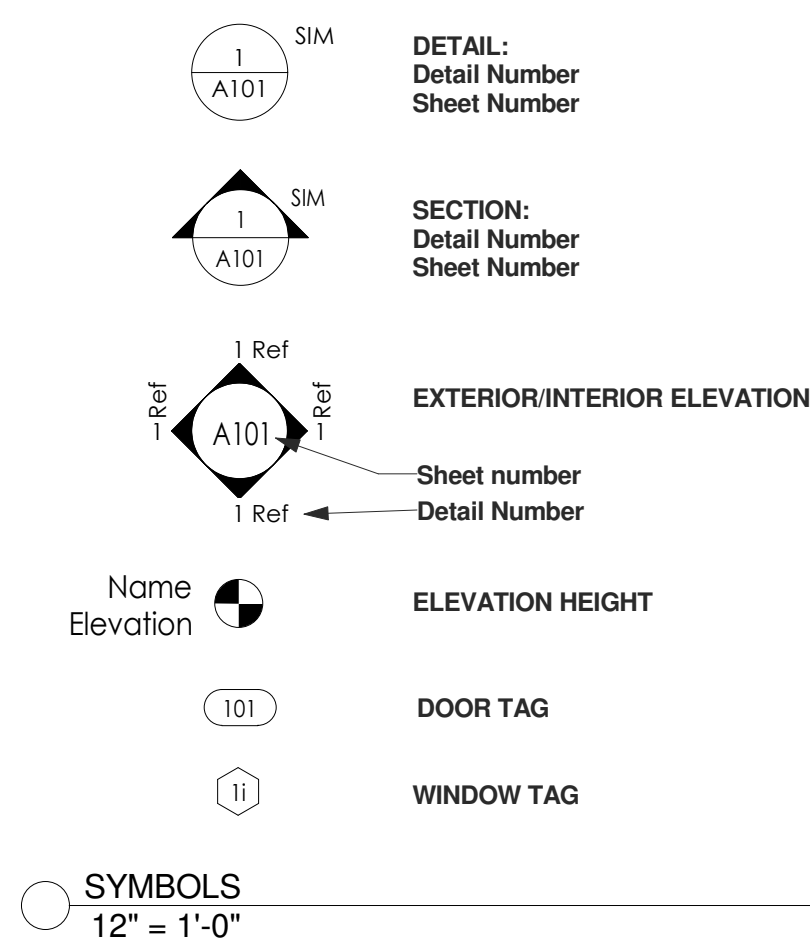 SIM
1
A101
DETAIL:
Detail Number
Sheet Number
SIM
1
A101
SECTION:
Detail Number
Sheet Number
1 Ref
1 Ref
A101
1 Ref
1 Ref
EXTERIOR/INTERIOR ELEVATION
Sheet number
Detail Number
Name
Elevation
ELEVATION HEIGHT
101
DOOR TAG
1i
WINDOW TAG
SYMBOLS
12" = 1'-0"